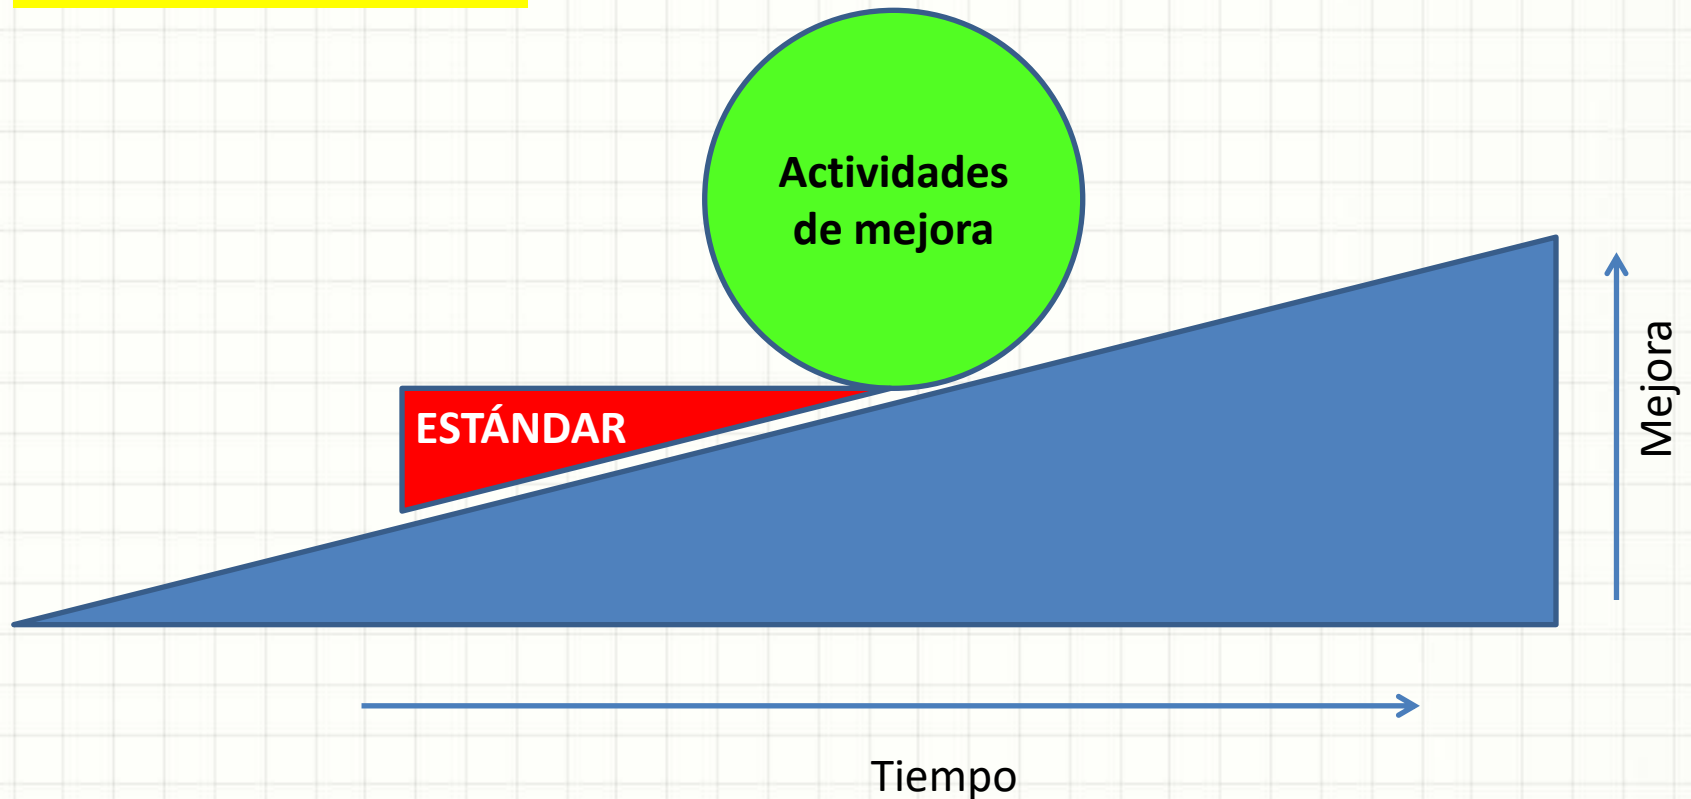 Actividades
de mejora
ESTÁNDAR
Mejora
Tiempo